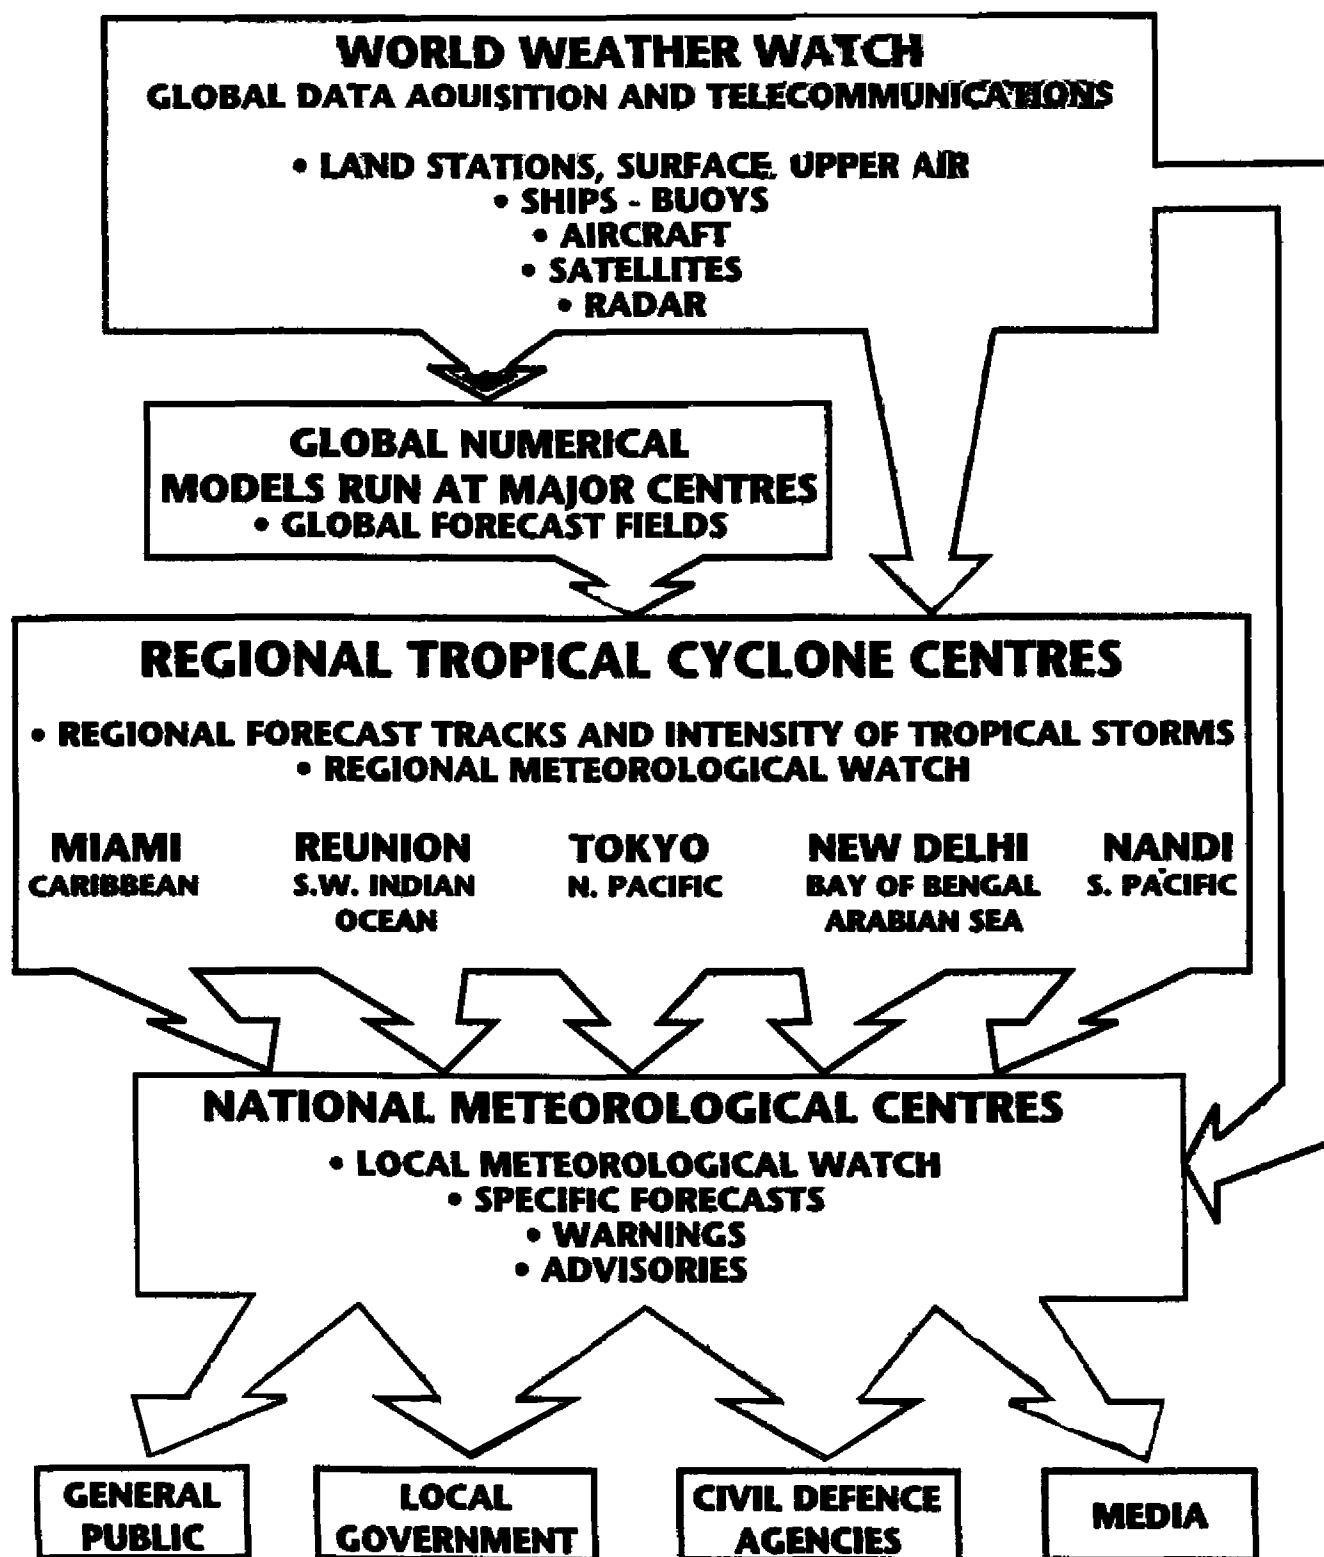 WORLD WEATHER WATCH
GLOBAL DATA AQUISITION AND TELECOMMUNICATIONS
• LAND STATIONS, SURFACE, UPPER AIR
• SHIPS - BUOYS
• AIRCRAFT
• SATELLITES
• RADAR
GLOBAL NUMERICAL
MODELS RUN AT MAJOR CENTRES
• GLOBAL FORECAST FIELDS
REGIONAL TROPICAL CYCLONE CENTRES
• REGIONAL FORECAST TRACKS AND INTENSITY OF TROPICAL STORMS
• REGIONAL METEOROLOGICAL WATCH
MIAMI
CARIBBEAN
REUNION
S.W. INDIAN
OCEAN
TOKYO
N. PACIFIC
NEW DELHI
BAY OF BENGAL
ARABIAN SEA
NANDI
S. PACIFIC
NATIONAL METEOROLOGICAL CENTRES
• LOCAL METEOROLOGICAL WATCH
• SPECIFIC FORECASTS
• WARNINGS
• ADVISORIES
GENERAL
PUBLIC
LOCAL
GOVERNMENT
CIVIL DEFENCE
AGENCIES
MEDIA